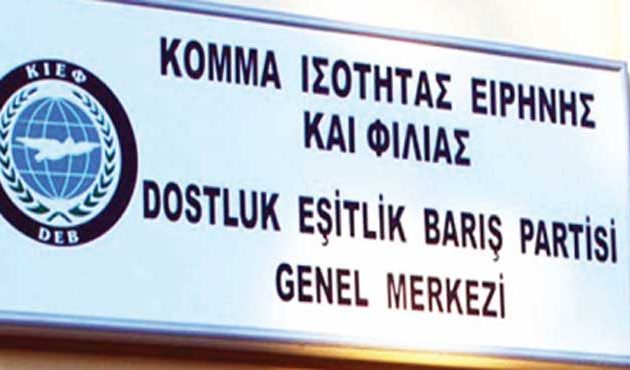 ΚΙΕΦ
DEB
ΚΟΜΜΑ ΙΣΟΤΗΤΑΣ ΕΙΡΗΝΗΣ
ΚΑΙ ΦΙΛΙΑΣ
DOSTLUK EŞİTLİK BARIŞ PARTİSİ
GENEL MERKEZİ